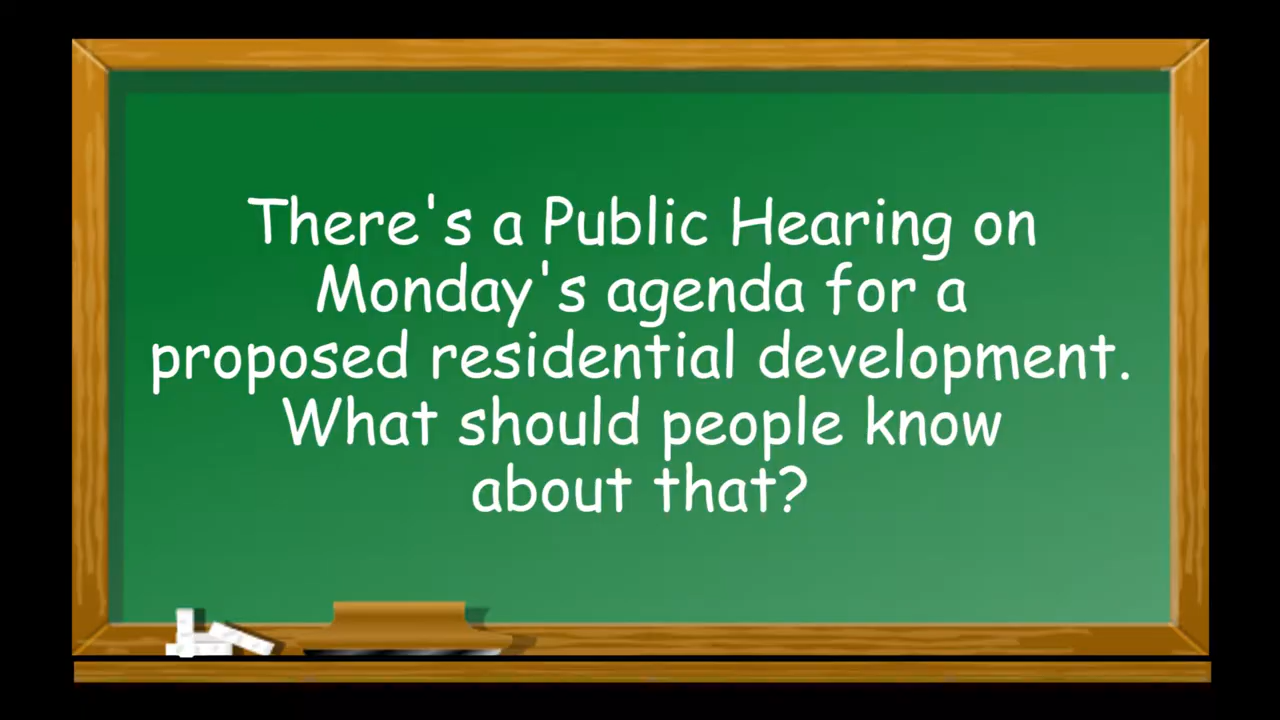 There's a Public Hearing on
Monday's agenda for a
proposed residential development.
What should people know
about that?